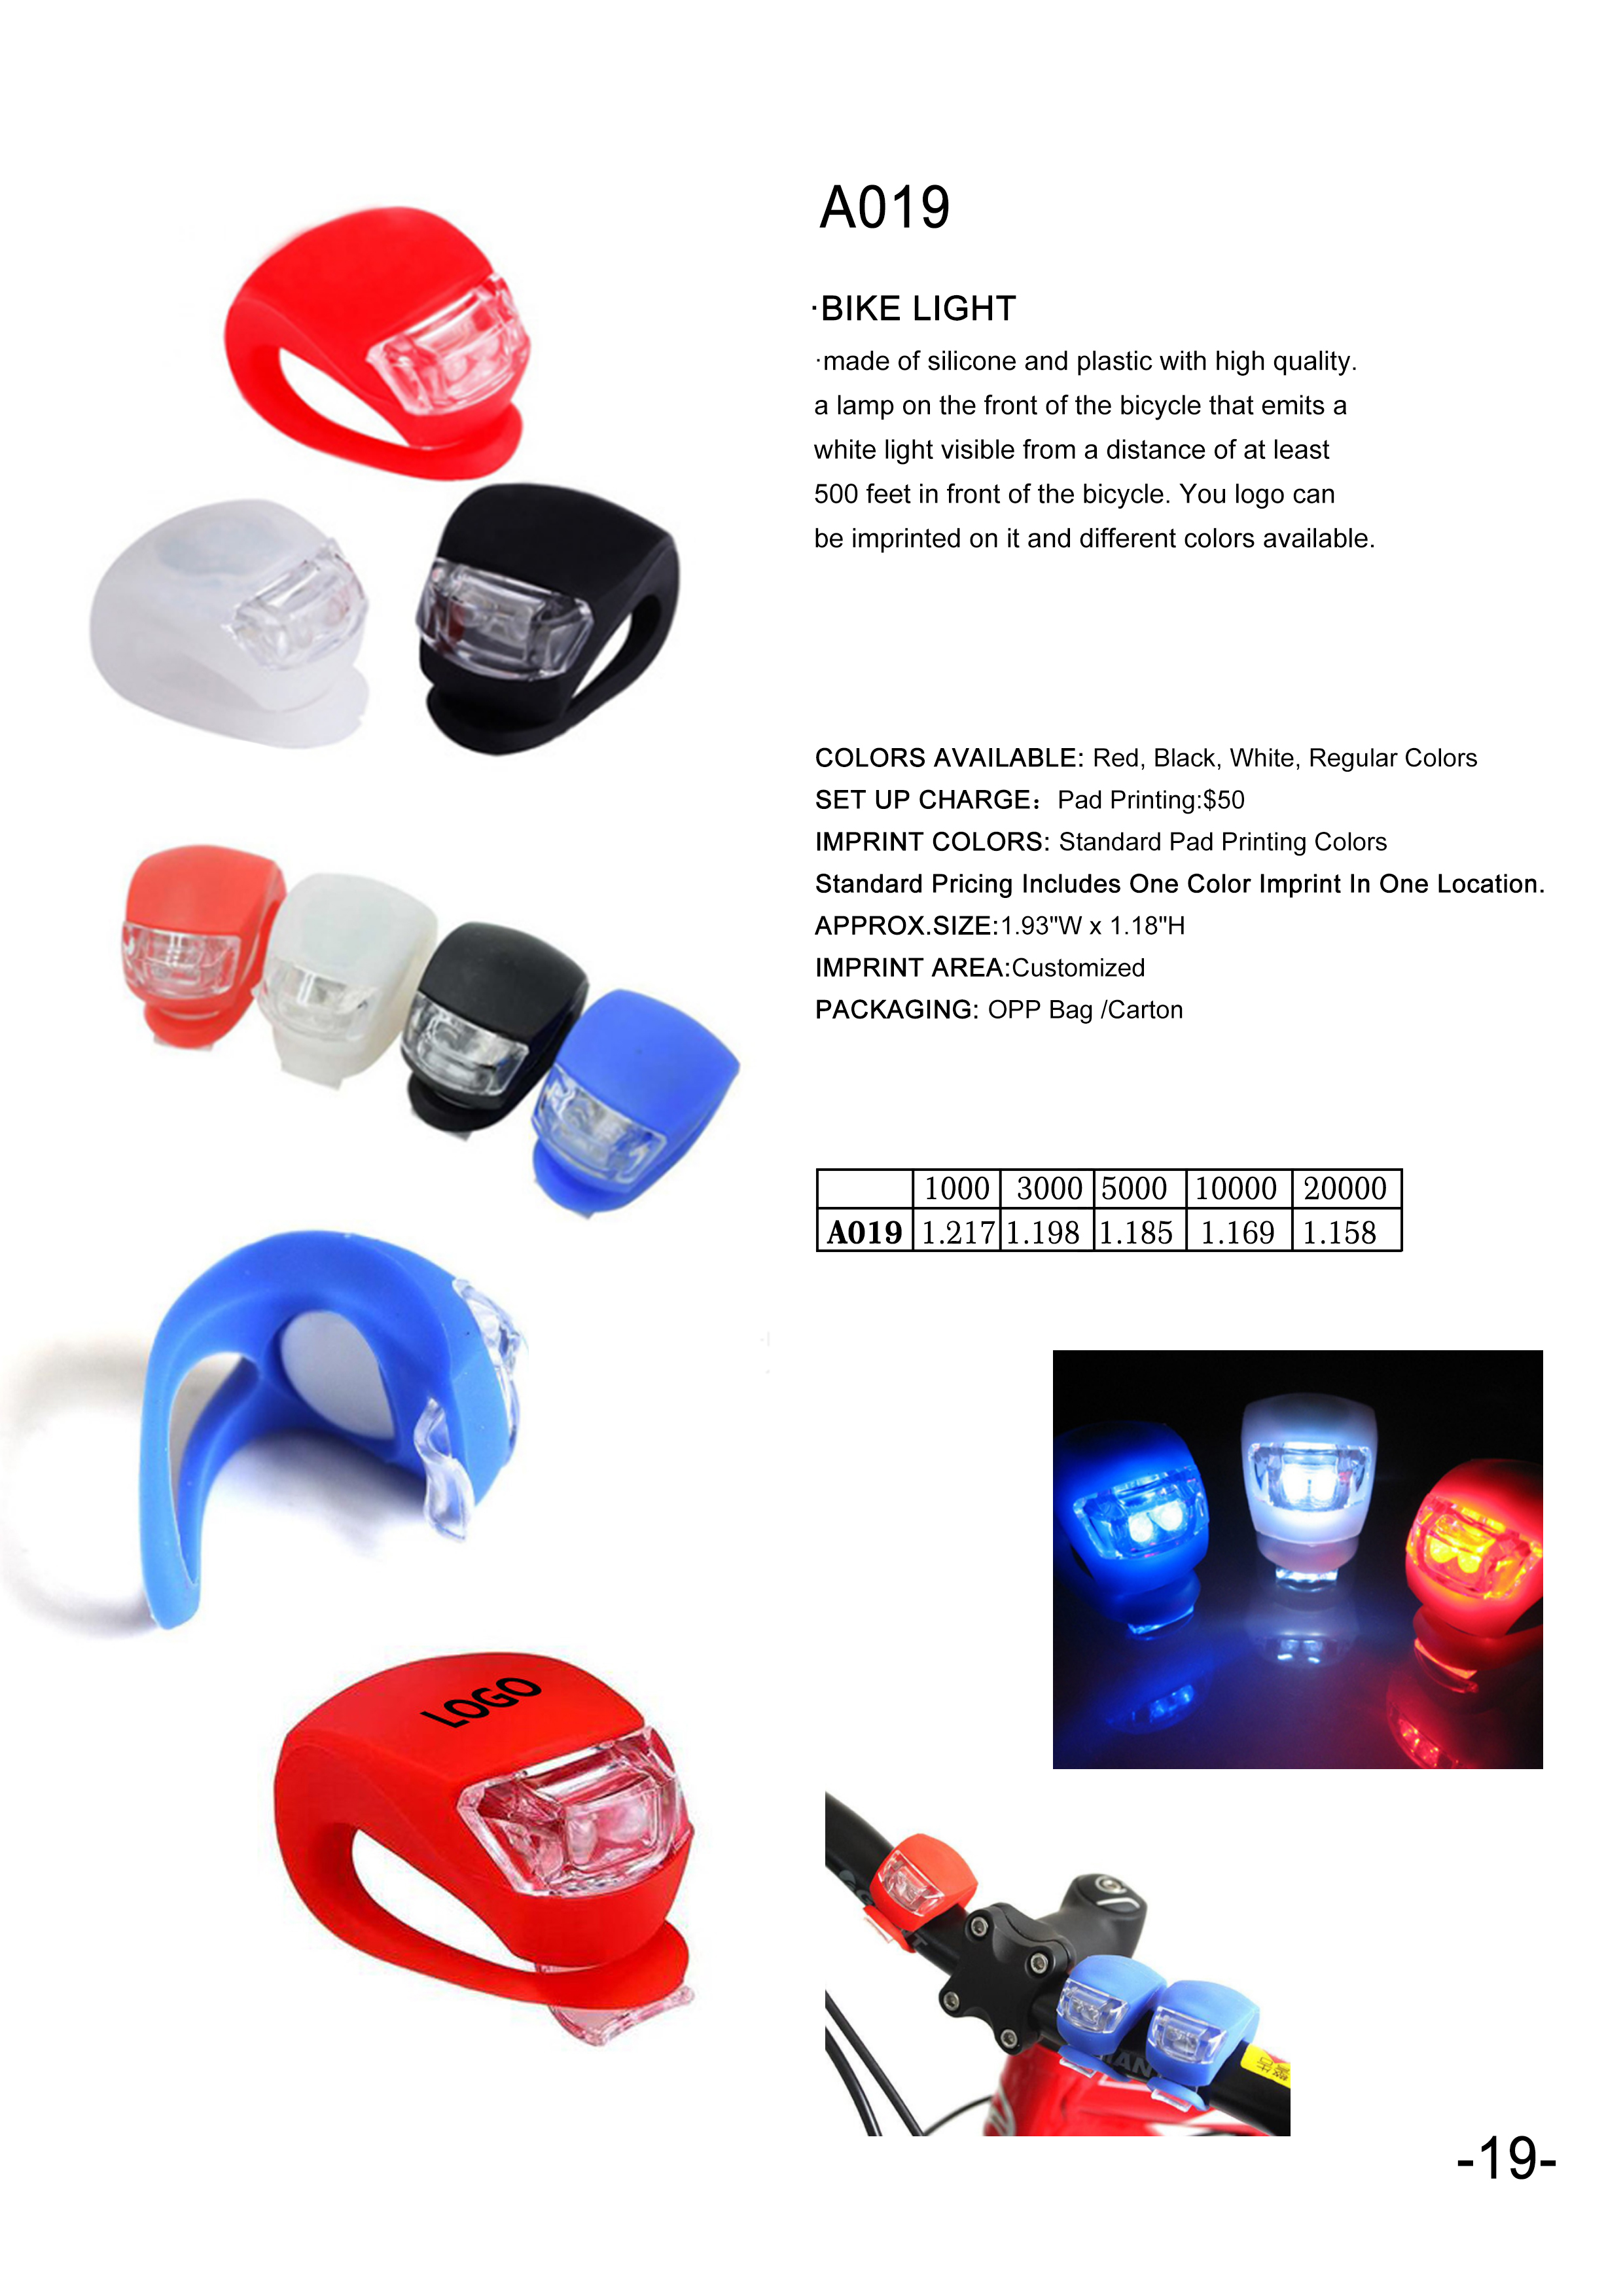 A019
·BIKE LIGHT
·made of silicone and plastic with high quality.
a lamp on the front of the bicycle that emits a
white light visible from a distance of at least
500 feet in front of the bicycle. You logo can
be imprinted on it and different colors available.
COLORS AVAILABLE: Red, Black, White, Regular Colors
SET UP CHARGE：Pad Printing:$50
IMPRINT COLORS: Standard Pad Printing Colors
Standard Pricing Includes One Color Imprint In One Location.
APPROX.SIZE:1.93"W x 1.18"H
IMPRINT AREA:Customized
PACKAGING: OPP Bag /Carton
1000 3000 5000 10000 20000
A019 1.217 1.198 1.185 1.169 1.158
LOGO
-19-